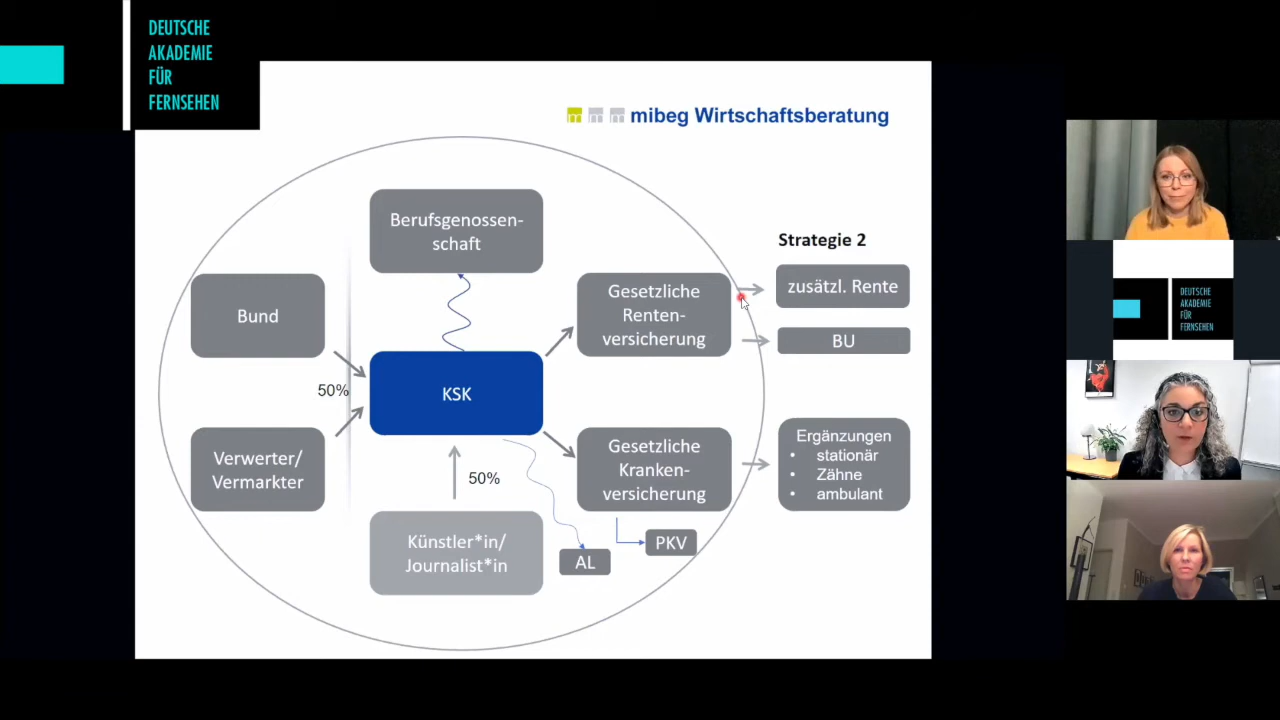 DEUTSCHE
AKADEMIE
FÜR
FERNSEHEN
mibeg Wirtschaftsberatung
Berufsgenossen-
schaft
Bund
50%
Verwerter/
Vermarkter
KSK
50%
Künstler*in/
Journalist*in
Gesetzliche
Renten-
versicherung
Gesetzliche
Kranken-
versicherung
AL
PKV
Strategie 2
zusätzl. Rente
BU
Ergänzungen
• stationär
• Zähne
• ambulant
DEUTSCHE
AKADEMIE
FÜR
FERNSEHEN